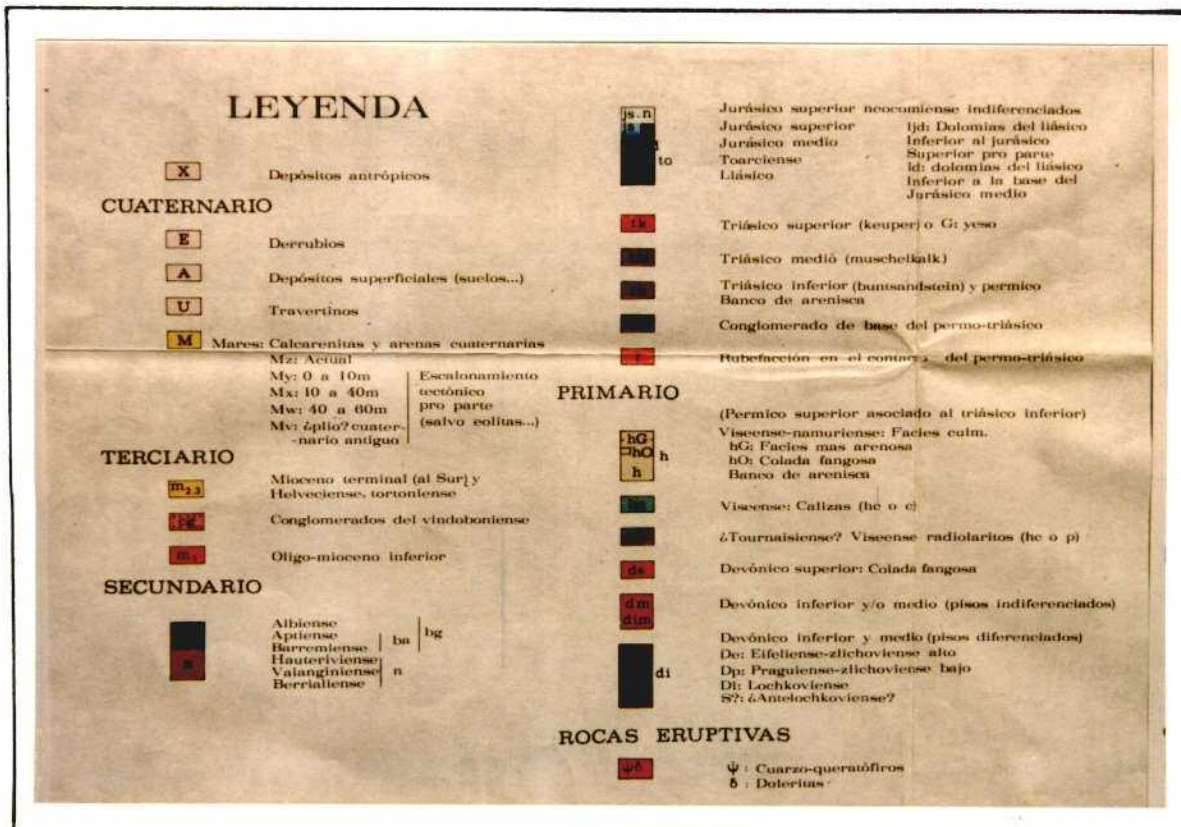 LEYENDA
X Depósitos antrópicos
CUATERNARIO
E Derrubios
A Depósitos superficiales (suelos...)
U Travertinos
M Mares: Calcarenitas y arenas cuaternarias
Mz: Actual
My: 0 a 10m
Mx: 10 a 40m
Mw: 40 a 60m
Mv: ¿plio? cuater-
-nario antiguo
Escalonamiento
tectónico
pro parte
(salvo eolitas...)
TERCIARIO
m2.3 Mioceno terminal (al Sur) y
Helveciense, tortoniense
Conglomerados del vindoboniense
m1 Oligo-mioceno inferior
SECUNDARIO
Albiense
Aptiense
Barremiense
Hauteriviense
Valanginiense
Berrialiense
ba
bg
n
n
js.n Jurásico superior neocomiense indiferenciados
js Jurásico superior
Jurásico medio
to Toarciense
Lliásico
ljd: Dolomias del liásico
Inferior al jurásico
Superior pro parte
ld: dolomias del liásico
Inferior a la base del
Jurásico medio
tk Triásico superior (keuper) o G: yeso
Triásico medió (muschelkalk)
Triásico inferior (buntsandstein) y permico
Banco de arenisca
Conglomerado de base del permo-triásico
r Rubefacción en el contacto del permo-triásico
PRIMARIO
(Permico superior asociado al triásico inferior)
Viseense-namuriense: Facies culm.
hG hG: Facies mas arenosa
hO h hO: Colada fangosa
h Banco de arenisca
Viseense: Calizas (hc o c)
¿Tournaisiense? Viseense radiolaritos (hc o p)
ds Devónico superior: Colada fangosa
dm
dim
Devónico inferior y/o medio (pisos indiferenciados)
Devónico inferior y medio (pisos diferenciados)
De: Eifeliense-zlichoviense alto
di Dp: Praguiense-zlichoviense bajo
Dl: Lochkoviense
S?: ¿Antelochkoviense?
ROCAS ERUPTIVAS
ψδ ψ: Cuarzo-queratófiros
δ: Doleritas